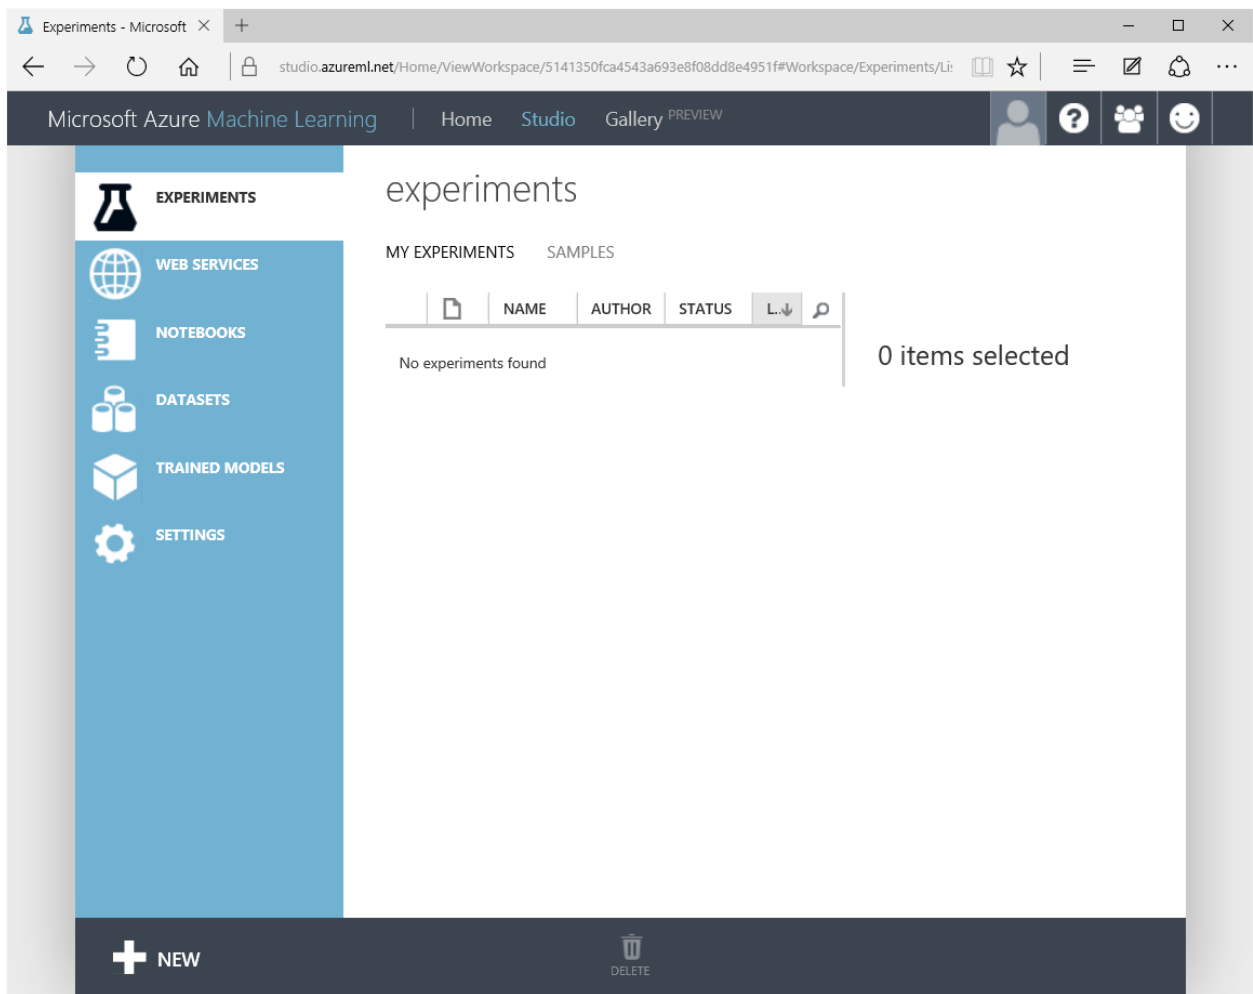 Experiments - Microsoft
studio.azureml.net/Home/ViewWorkspace/5141350fca4543a693e8f08dd8e4951f#Workspace/Experiments/Li
Microsoft Azure Machine Learning
Home Studio Gallery PREVIEW
EXPERIMENTS
WEB SERVICES
NOTEBOOKS
DATASETS
TRAINED MODELS
SETTINGS
experiments
MY EXPERIMENTS SAMPLES
NAME AUTHOR STATUS L..
No experiments found
0 items selected
NEW
DELETE